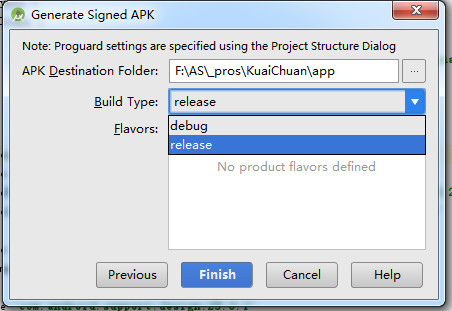 Generate Signed APK
Note: Proguard settings are specified using the Project Structure Dialog
APK Destination Folder: F:\AS\_pros\KuaiChuan\app ...
Build Type: release
Flavors: debug
release
No product flavors defined
Previous Finish Cancel Help
com.android.support:design:23.0.1